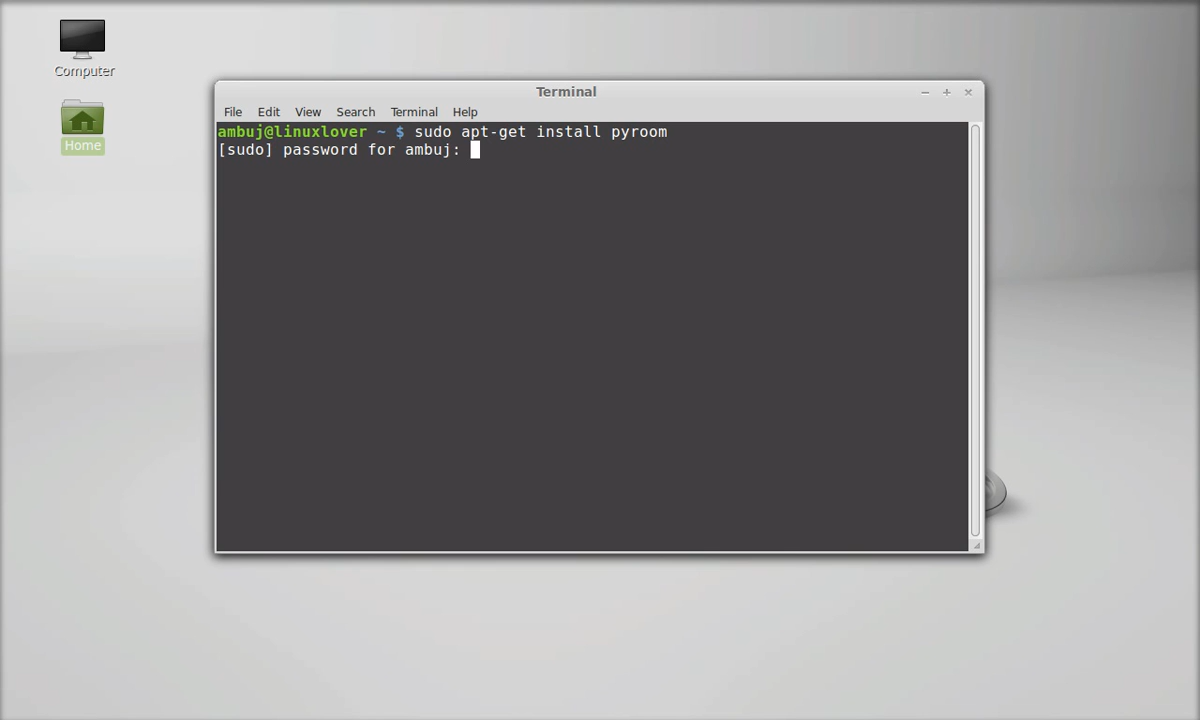 Computer
Home
Terminal
File Edit View Search Terminal Help
ambuj@linuxlover ~ $ sudo apt-get install pyroom
[sudo] password for ambuj: